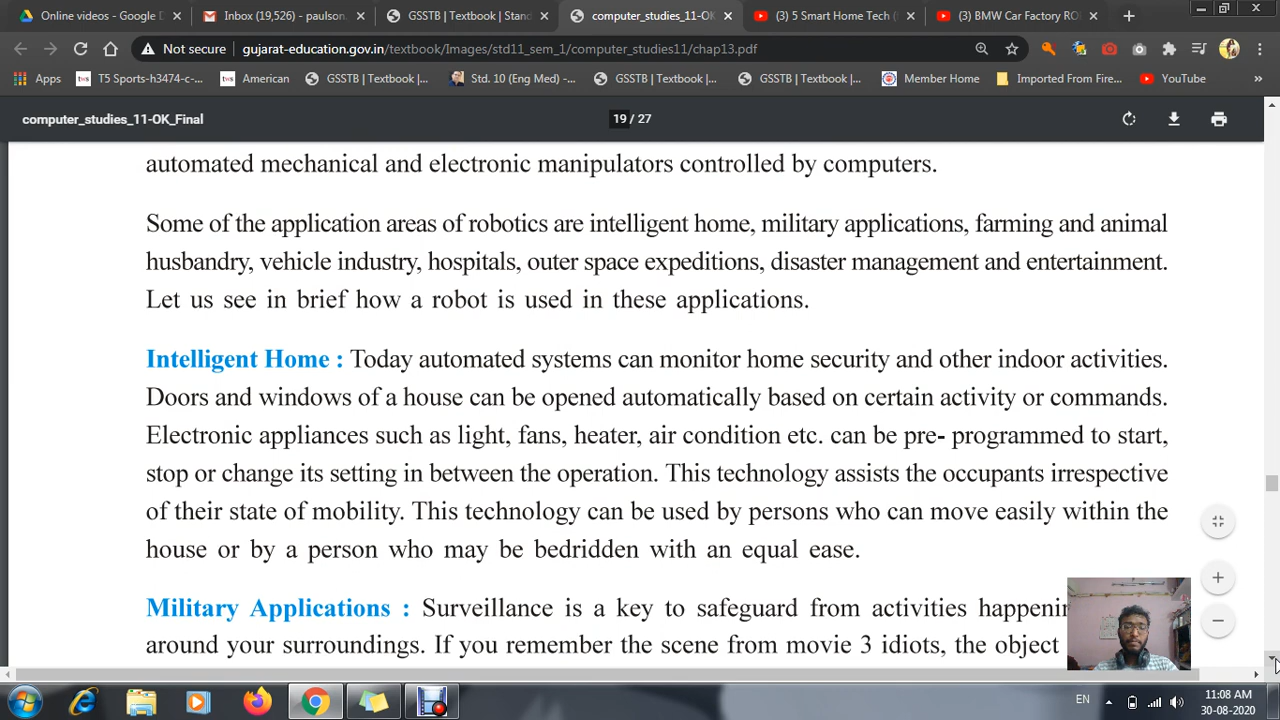 Online videos - Google D
Inbox (19,526) - paulson.
GSSTB | Textbook | Stanc
computer_studies_11-OK
(3) 5 Smart Home Tech (
(3) BMW Car Factory RO
Not secure
gujarat-education.gov.in/textbook/Images/std11_sem_1/computer_studies11/chap13.pdf
Apps
T5 Sports-h3474-c-...
American
GSSTB | Textbook |...
Std. 10 (Eng Med) -...
GSSTB | Textbook |...
GSSTB | Textbook |...
Member Home
Imported From Fire...
YouTube
»
computer_studies_11-OK_Final
19 / 27
automated mechanical and electronic manipulators controlled by computers.
Some of the application areas of robotics are intelligent home, military applications, farming and animal
husbandry, vehicle industry, hospitals, outer space expeditions, disaster management and entertainment.
Let us see in brief how a robot is used in these applications.
Intelligent Home : Today automated systems can monitor home security and other indoor activities.
Doors and windows of a house can be opened automatically based on certain activity or commands.
Electronic appliances such as light, fans, heater, air condition etc. can be pre- programmed to start,
stop or change its setting in between the operation. This technology assists the occupants irrespective
of their state of mobility. This technology can be used by persons who can move easily within the
house or by a person who may be bedridden with an equal ease.
Military Applications : Surveillance is a key to safeguard from activities
around your surroundings. If you remember the scene from movie 3 idiots, the object
EN
11:08 AM
30-08-2020